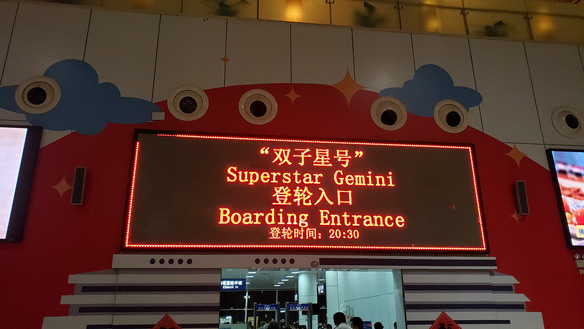 “双子星号”
Superstar Gemini
登轮入口
Boarding Entrance
登轮时间：20:30